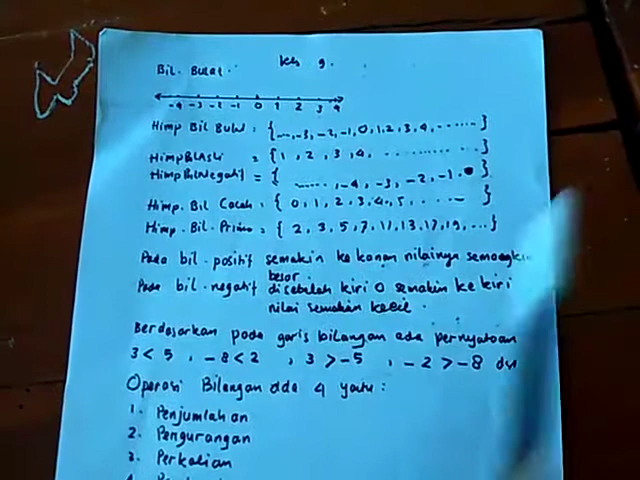 Kls 9.
Bil. Bulat.
-4 -3 -2 -1 0 1 2 3 4
Himp Bil Bulat = {...., -3, -2, -1, 0, 1, 2, 3, 4, ........}
Himp Bil Asli = {1, 2, 3, 4, ............}
Himp Bil Negatif = {......, -4, -3, -2, -1.}
Himp. Bil Cacah = {0, 1, 2, 3, 4, 5, ......}
Himp. Bil. Prima = {2, 3, 5, 7, 11, 13, 17, 19, ...}
Pada bil. positif semakin ke kanan nilainya
besar.
Pada bil. negatif disebelah kiri 0 semakin ke kiri
nilai semakin kecil.
Berdasarkan pada garis bilangan ada pernyataan
3 < 5 , -8 < 2 , 3 > -5 , -2 > -8 dst
Operasi Bilangan ada 4 yaitu :
1. Penjumlahan
2. Pengurangan
3. Perkalian